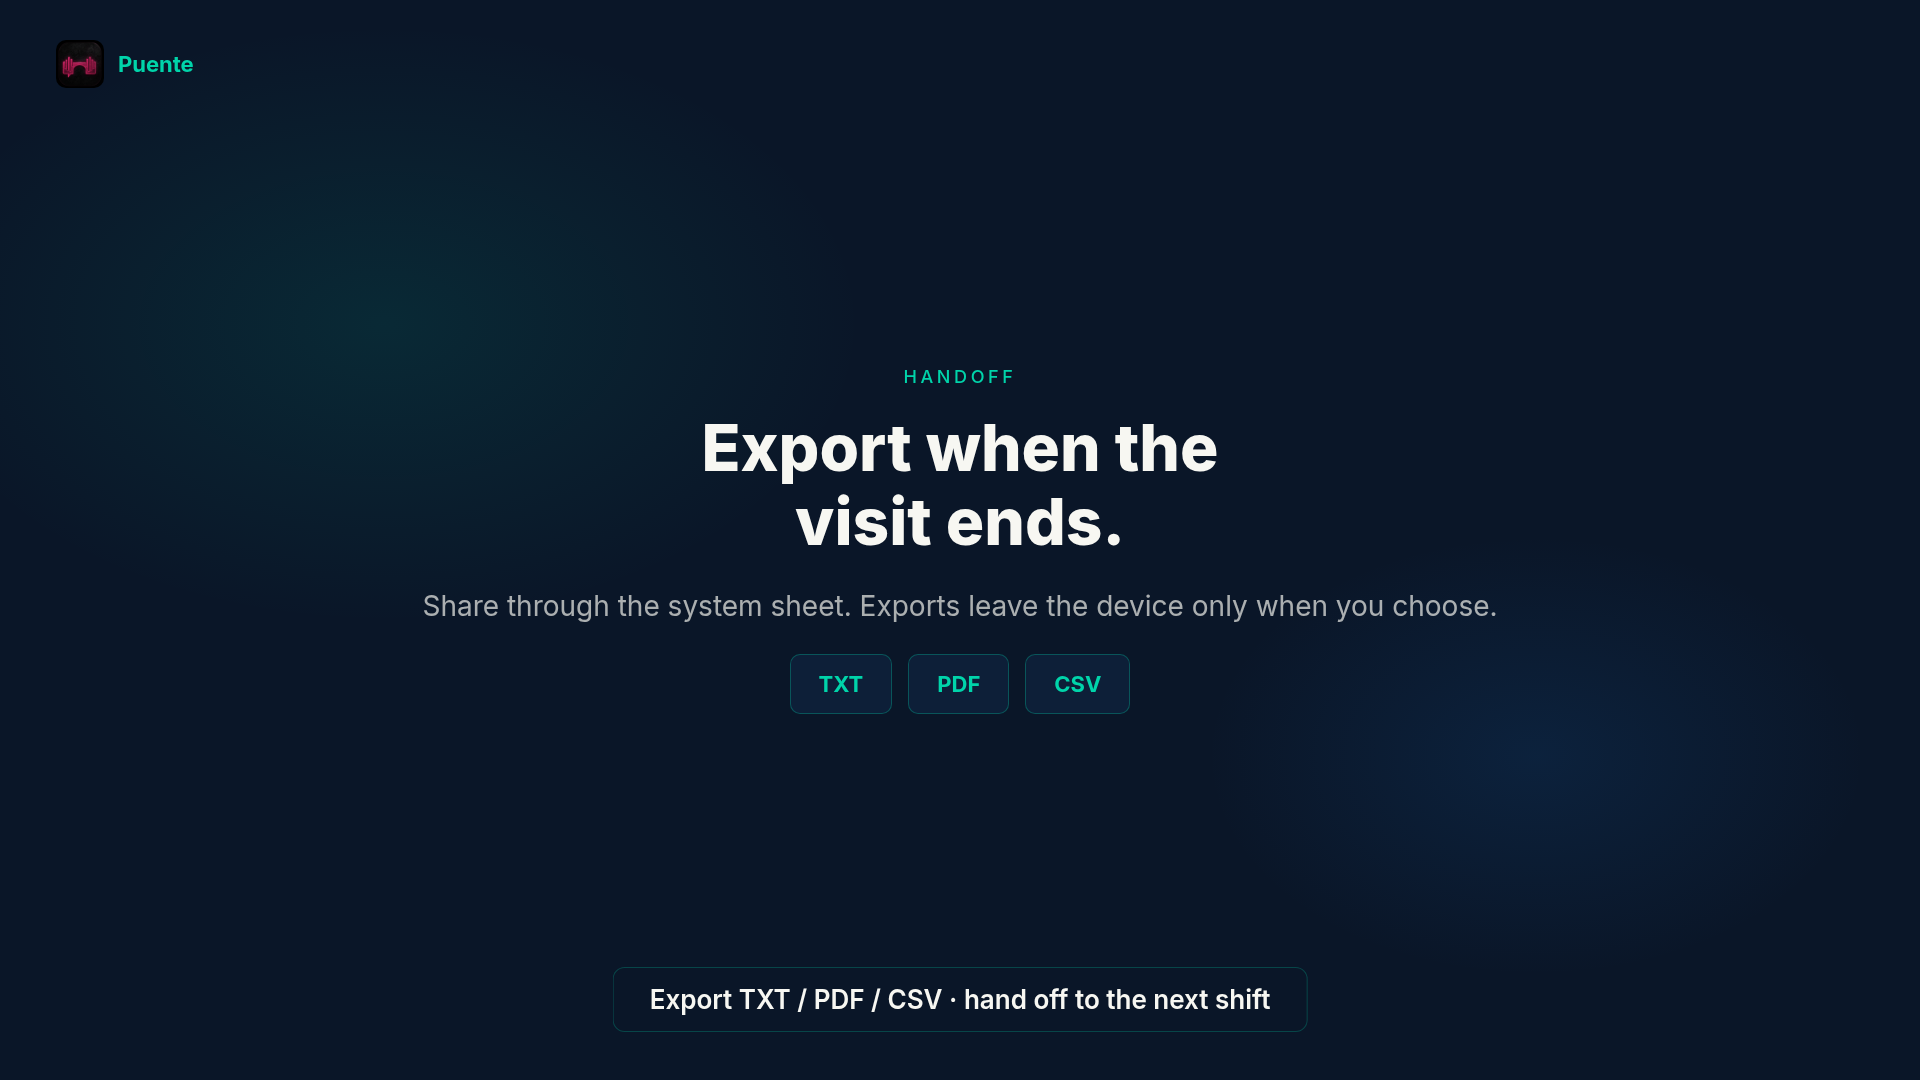 Puente
HANDOFF
Export when the
visit ends.
Share through the system sheet. Exports leave the device only when you choose.
TXT
PDF
CSV
Export TXT / PDF / CSV · hand off to the next shift